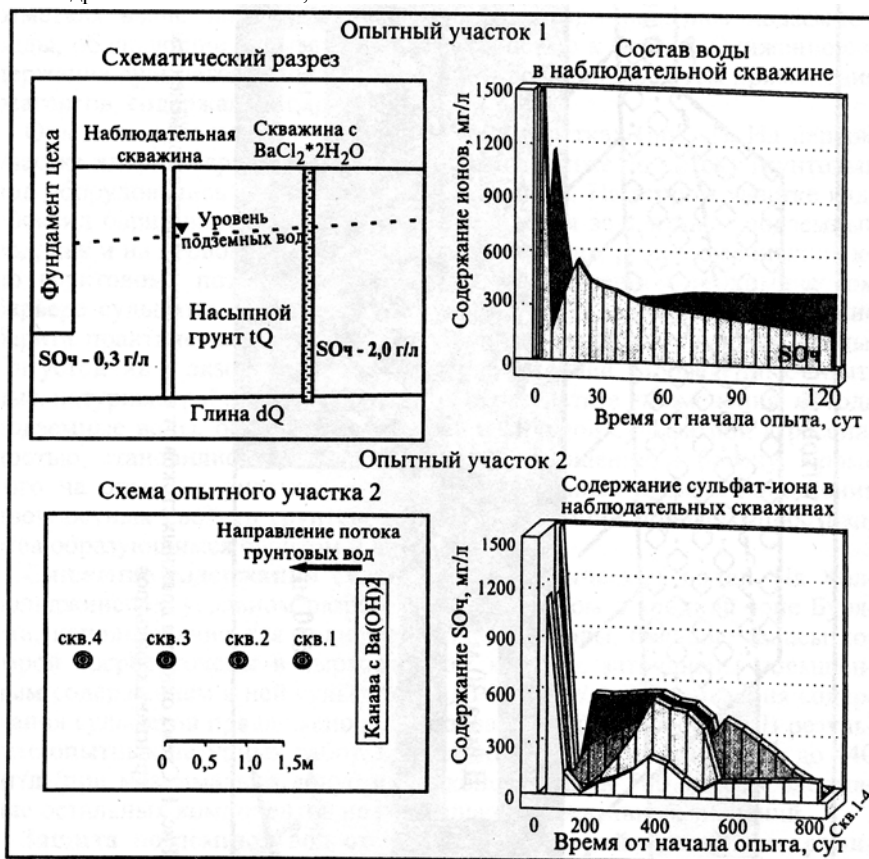 Опытный участок 1
Схематический разрез
Фундамент цеха
Наблюдательная
скважина
Скважина с
BaCl2*2H2O
Уровень
подземных вод
Насыпной
грунт tQ
SOч - 0,3 г/л
SOч - 2,0 г/л
Глина dQ
Состав воды
в наблюдательной скважине
Содержание ионов, мг/л
1500
1200
900
600
300
0
SOч
0 30 60 90 120
Время от начала опыта, сут
Опытный участок 2
Схема опытного участка 2
Направление потока
грунтовых вод
скв.4 скв.3 скв.2 скв.1
Канава с Ba(OH)2
0 0,5 1,0 1,5м
Содержание сульфат-иона в
наблюдательных скважинах
Содержание SOч, мг/л
1500
1200
900
600
300
0
0 200 400 600 800
Скв.1-4
Время от начала опыта, сут